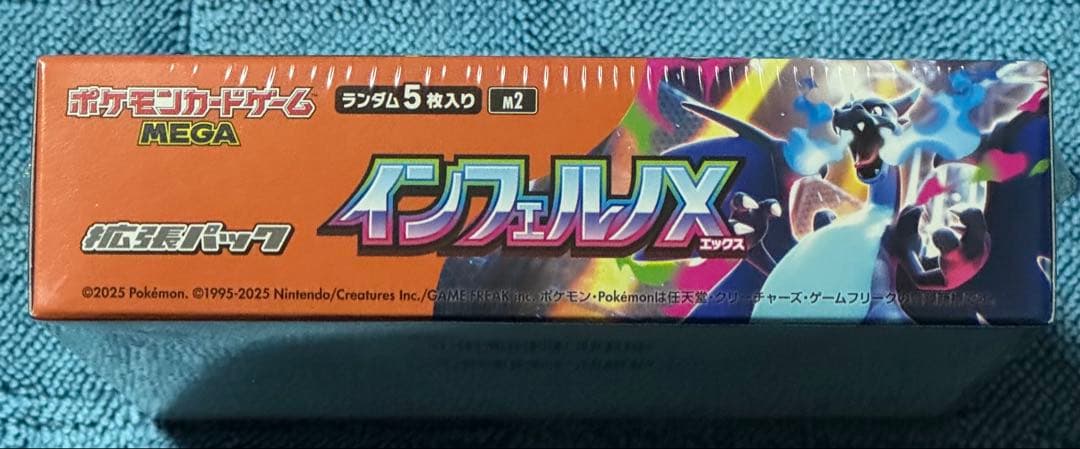 ポケモンカードゲーム
MEGA
ランダム5枚入り
M2
インフェルノX
エックス
拡張パック
©2025 Pokémon. ©1995-2025 Nintendo/Creatures Inc./GAME FREAK inc. ポケモン・Pokémonは任天堂・クリーチャーズ・ゲームフリークの